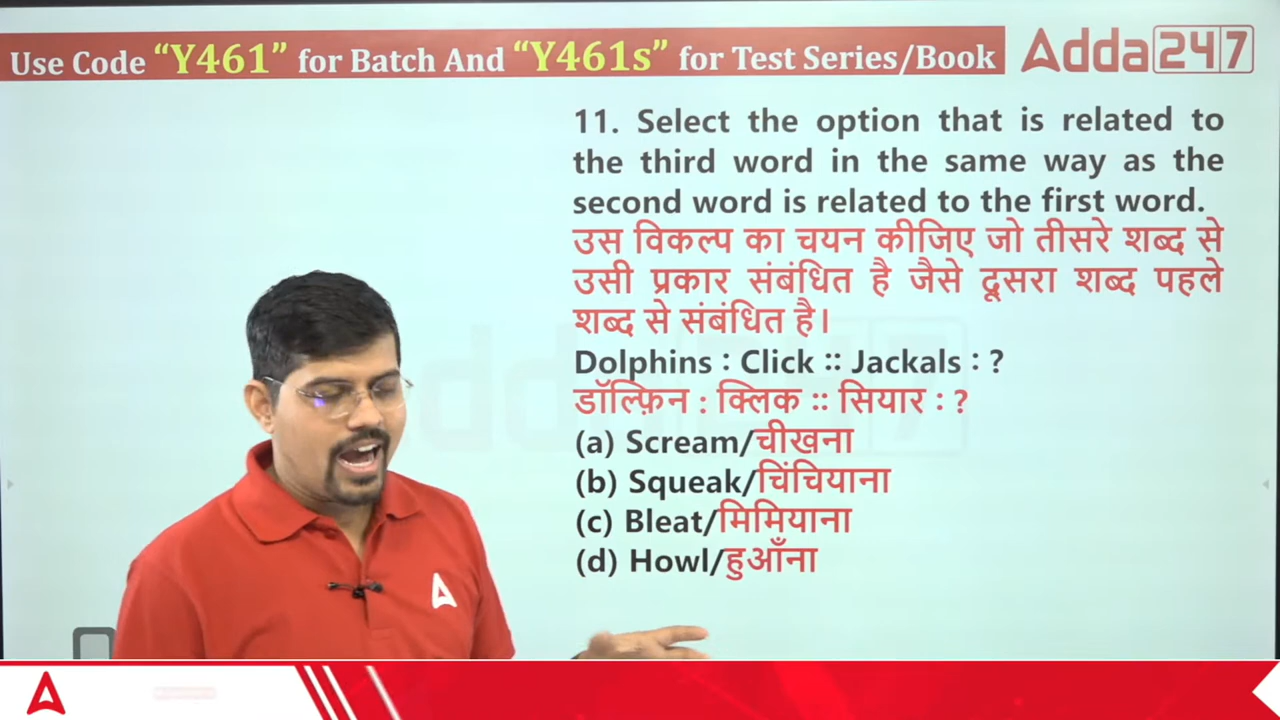 Use Code “Y461” for Batch And “Y461s” for Test Series/Book
Adda247
11. Select the option that is related to
the third word in the same way as the
second word is related to the first word.
उस विकल्प का चयन कीजिए जो तीसरे शब्द से
उसी प्रकार संबंधित है जैसे दूसरा शब्द पहले
शब्द से संबंधित है।
Dolphins : Click :: Jackals : ?
डॉल्फ़िन : क्लिक :: सियार : ?
(a) Scream/चीखना
(b) Squeak/चिंचियाना
(c) Bleat/मिमियाना
(d) Howl/हुआँना